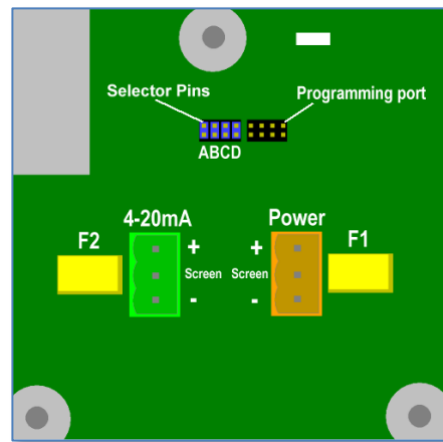 Selector Pins
Programming port
ABCD
4-20mA
Power
F2
F1
+
+
Screen
Screen
-
-